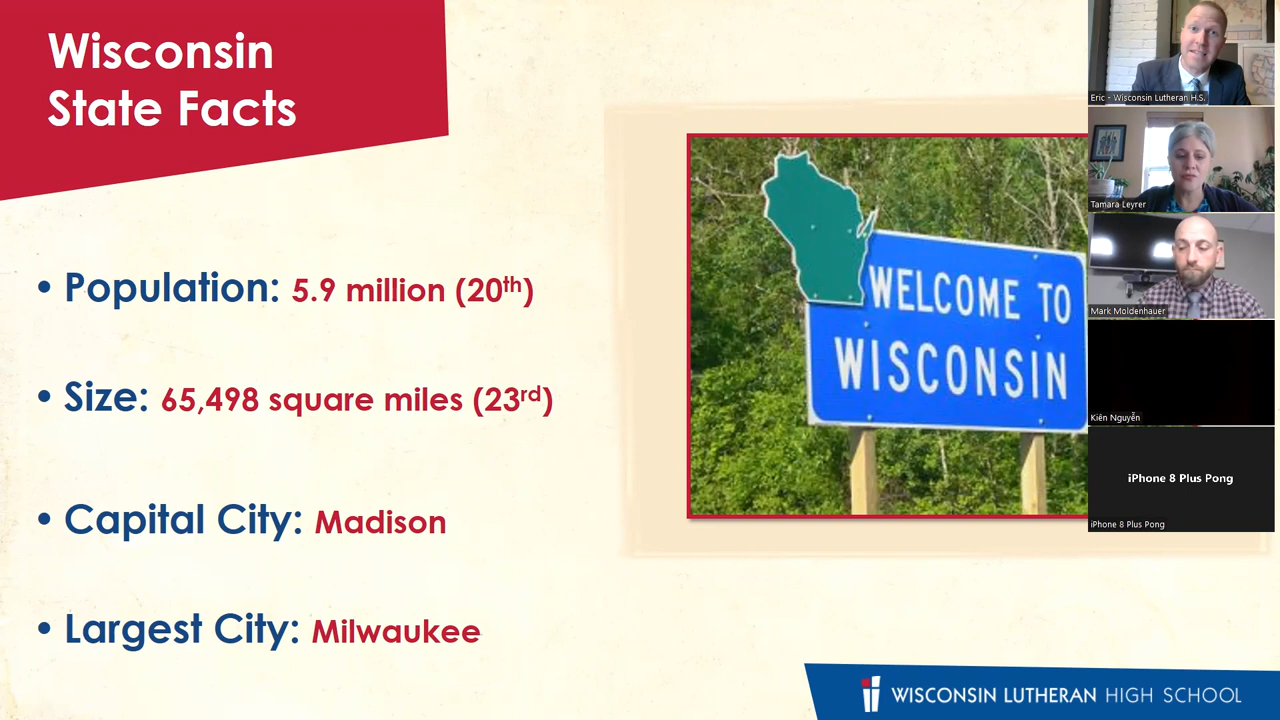 Wisconsin
State Facts
• Population: 5.9 million (20th)
• Size: 65,498 square miles (23rd)
• Capital City: Madison
• Largest City: Milwaukee
WELCOME TO
WISCONSIN
Eric - Wisconsin Lutheran H.S.
Tamara Leyrer
Mark Moldenhauer
Kiên Nguyễn
iPhone 8 Plus Pong
iPhone 8 Plus Pong
WISCONSIN LUTHERAN HIGH SCHOOL